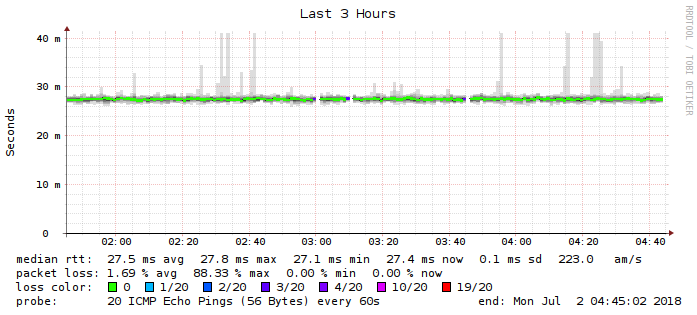 Last 3 Hours
RRDTOOL / TOBI OETIKER
Seconds
40 m
30 m
20 m
10 m
0
02:00 02:20 02:40 03:00 03:20 03:40 04:00 04:20 04:40
median rtt: 27.5 ms avg 27.8 ms max 27.1 ms min 27.4 ms now 0.1 ms sd 223.0 am/s
packet loss: 1.69 % avg 88.33 % max 0.00 % min 0.00 % now
loss color: 0 1/20 2/20 3/20 4/20 10/20 19/20
probe: 20 ICMP Echo Pings (56 Bytes) every 60s end: Mon Jul 2 04:45:02 2018